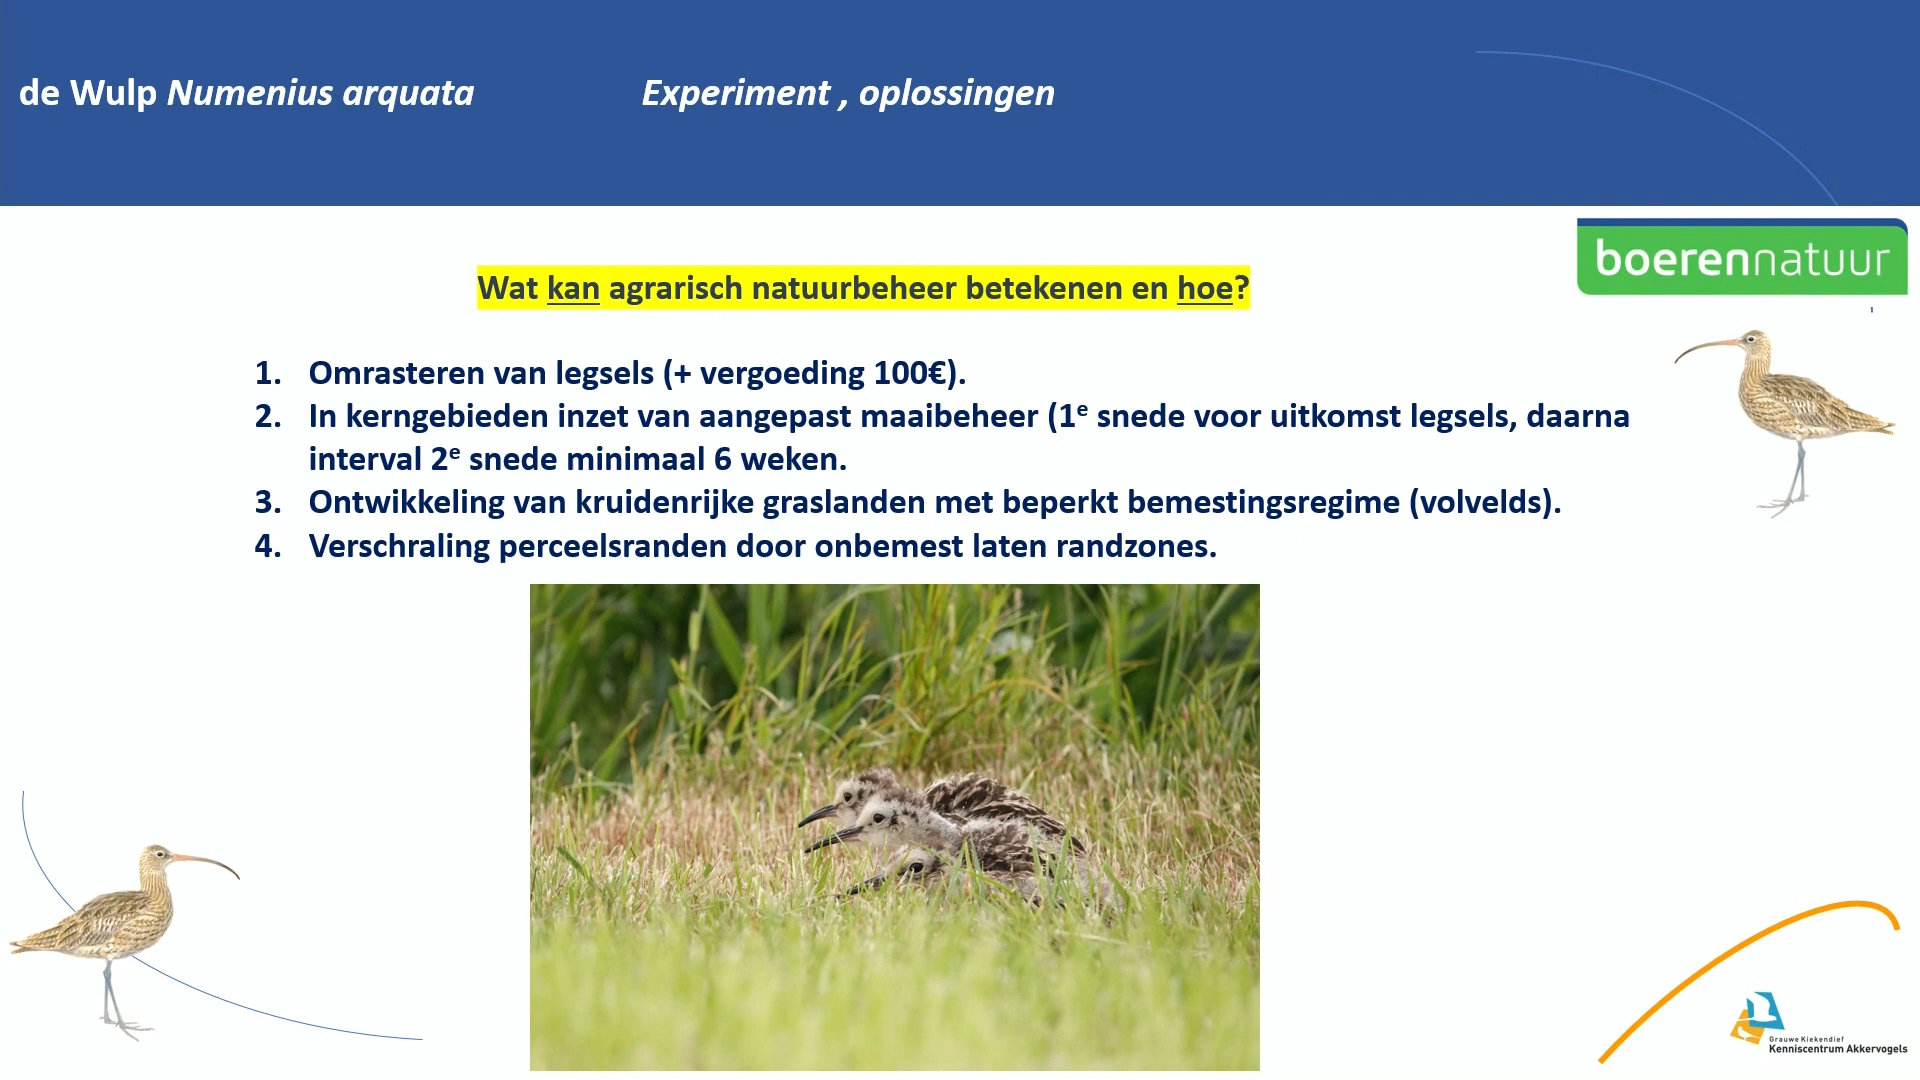 de Wulp Numenius arquata
Experiment , oplossingen
boerennatuur
Wat kan agrarisch natuurbeheer betekenen en hoe?
1. Omrasteren van legsels (+ vergoeding 100€).
2. In kerngebieden inzet van aangepast maaibeheer (1e snede voor uitkomst legsels, daarna
interval 2e snede minimaal 6 weken.
3. Ontwikkeling van kruidenrijke graslanden met beperkt bemestingsregime (volvelds).
4. Verschraling perceelsranden door onbemest laten randzones.
Grauwe Kiekendief
Kenniscentrum Akkervogels